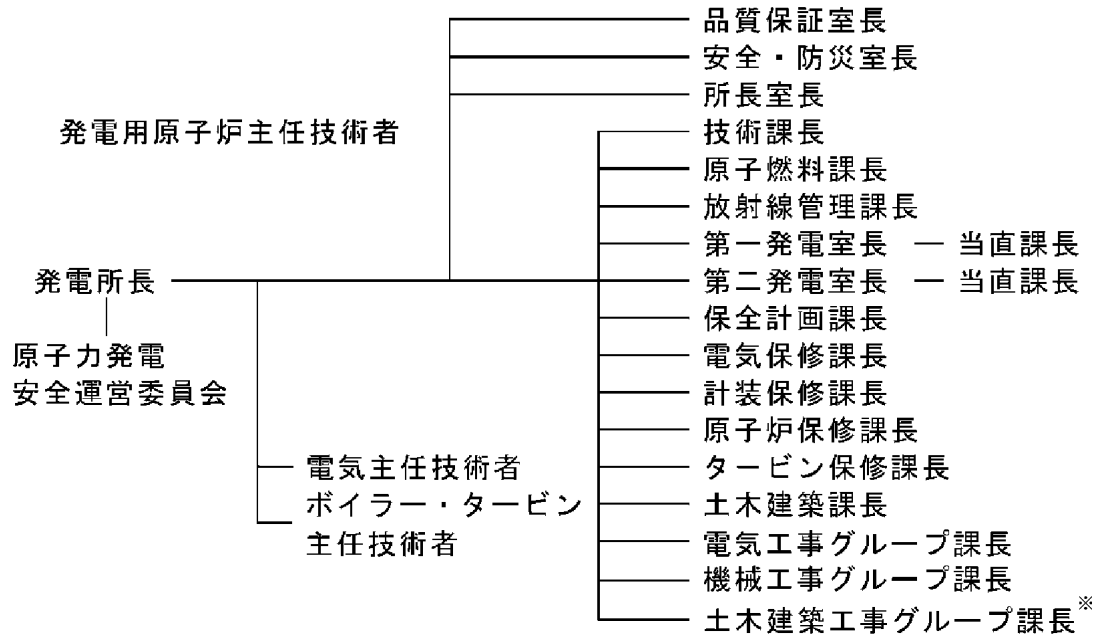 品質保証室長
安全・防災室長
所長室長
発電用原子炉主任技術者
技術課長
原子燃料課長
放射線管理課長
第一発電室長 ― 当直課長
発電所長
第二発電室長 ― 当直課長
保全計画課長
原子力発電
安全運営委員会
電気保修課長
計装保修課長
原子炉保修課長
電気主任技術者
タービン保修課長
ボイラー・タービン
主任技術者
土木建築課長
電気工事グループ課長
機械工事グループ課長
土木建築工事グループ課長※